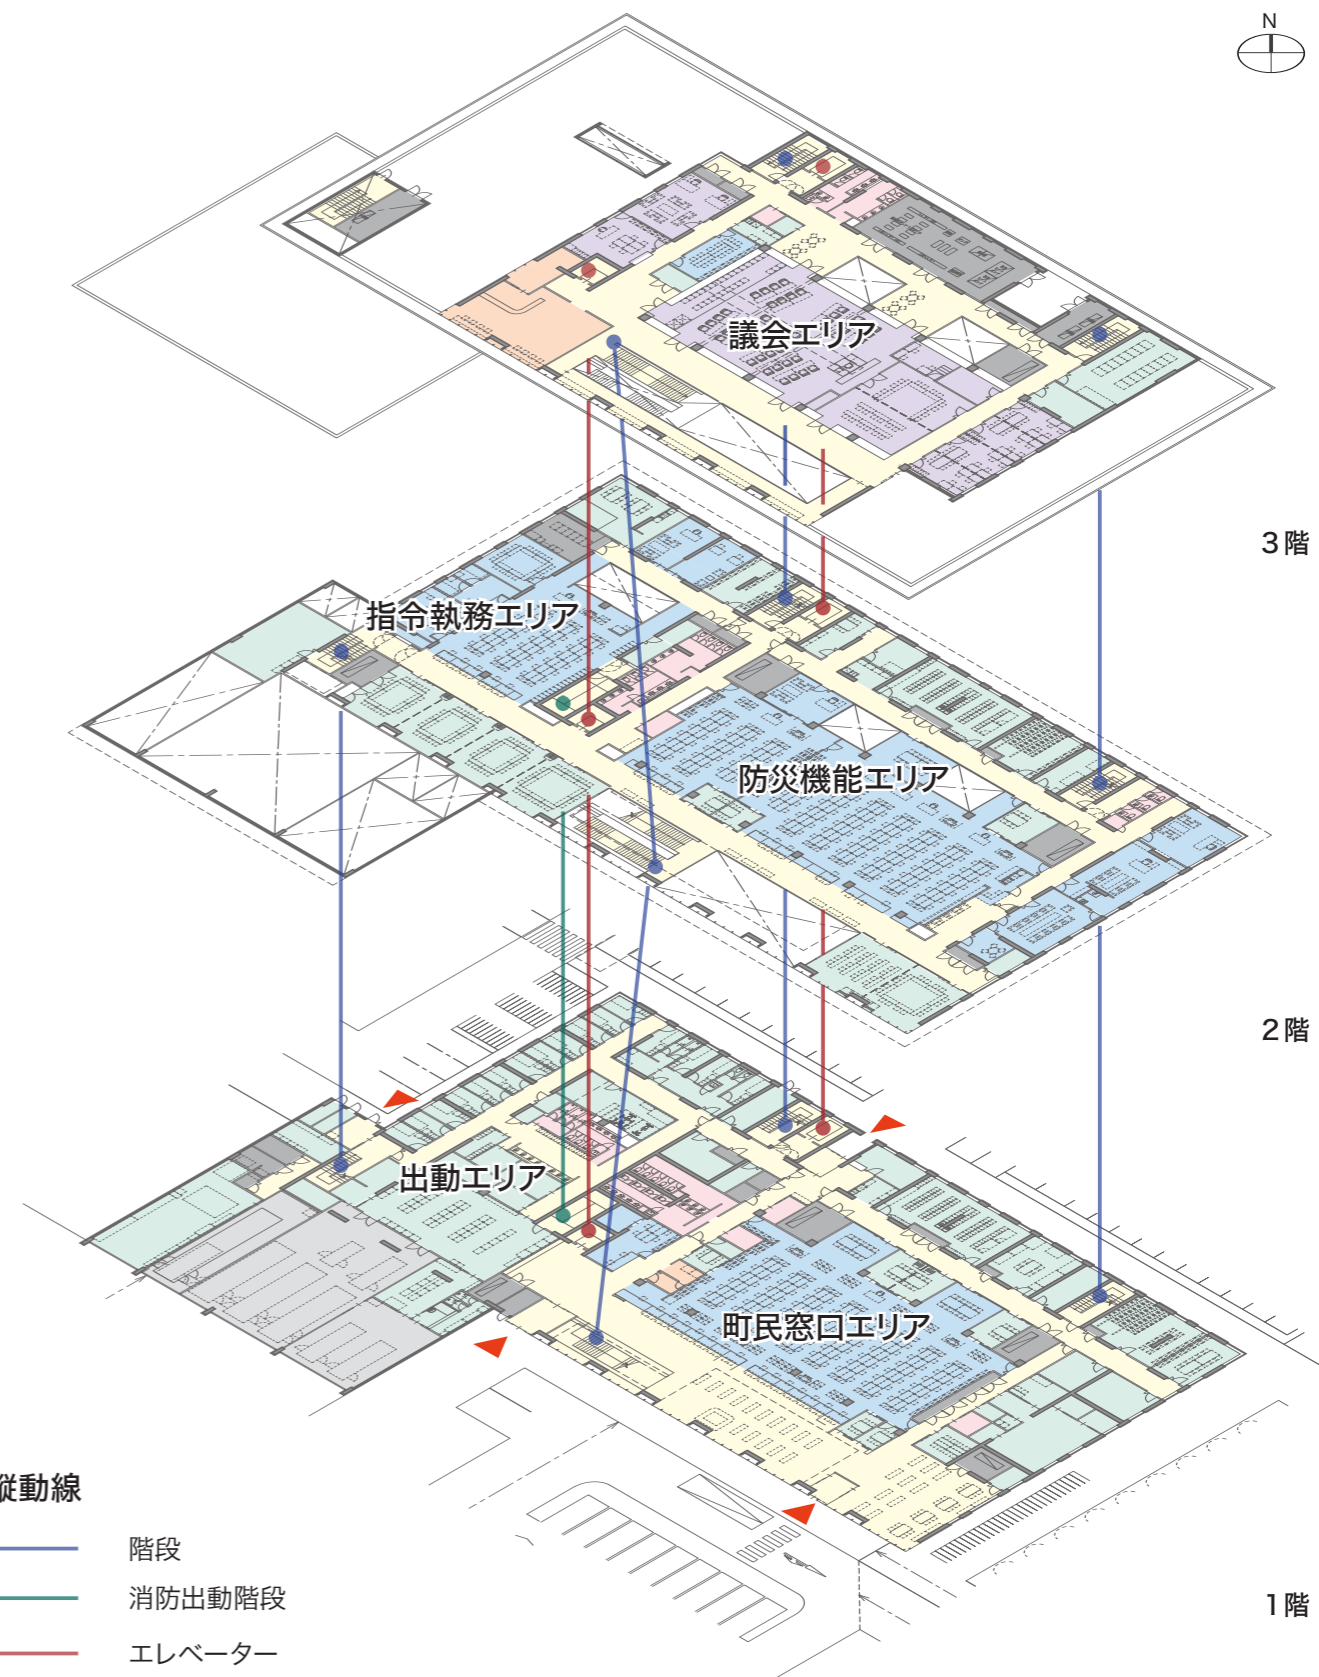 N
議会エリア
3階
指令執務エリア
防災機能エリア
2階
出動エリア
町民窓口エリア
縦動線
階段
消防出動階段
エレベーター
1階